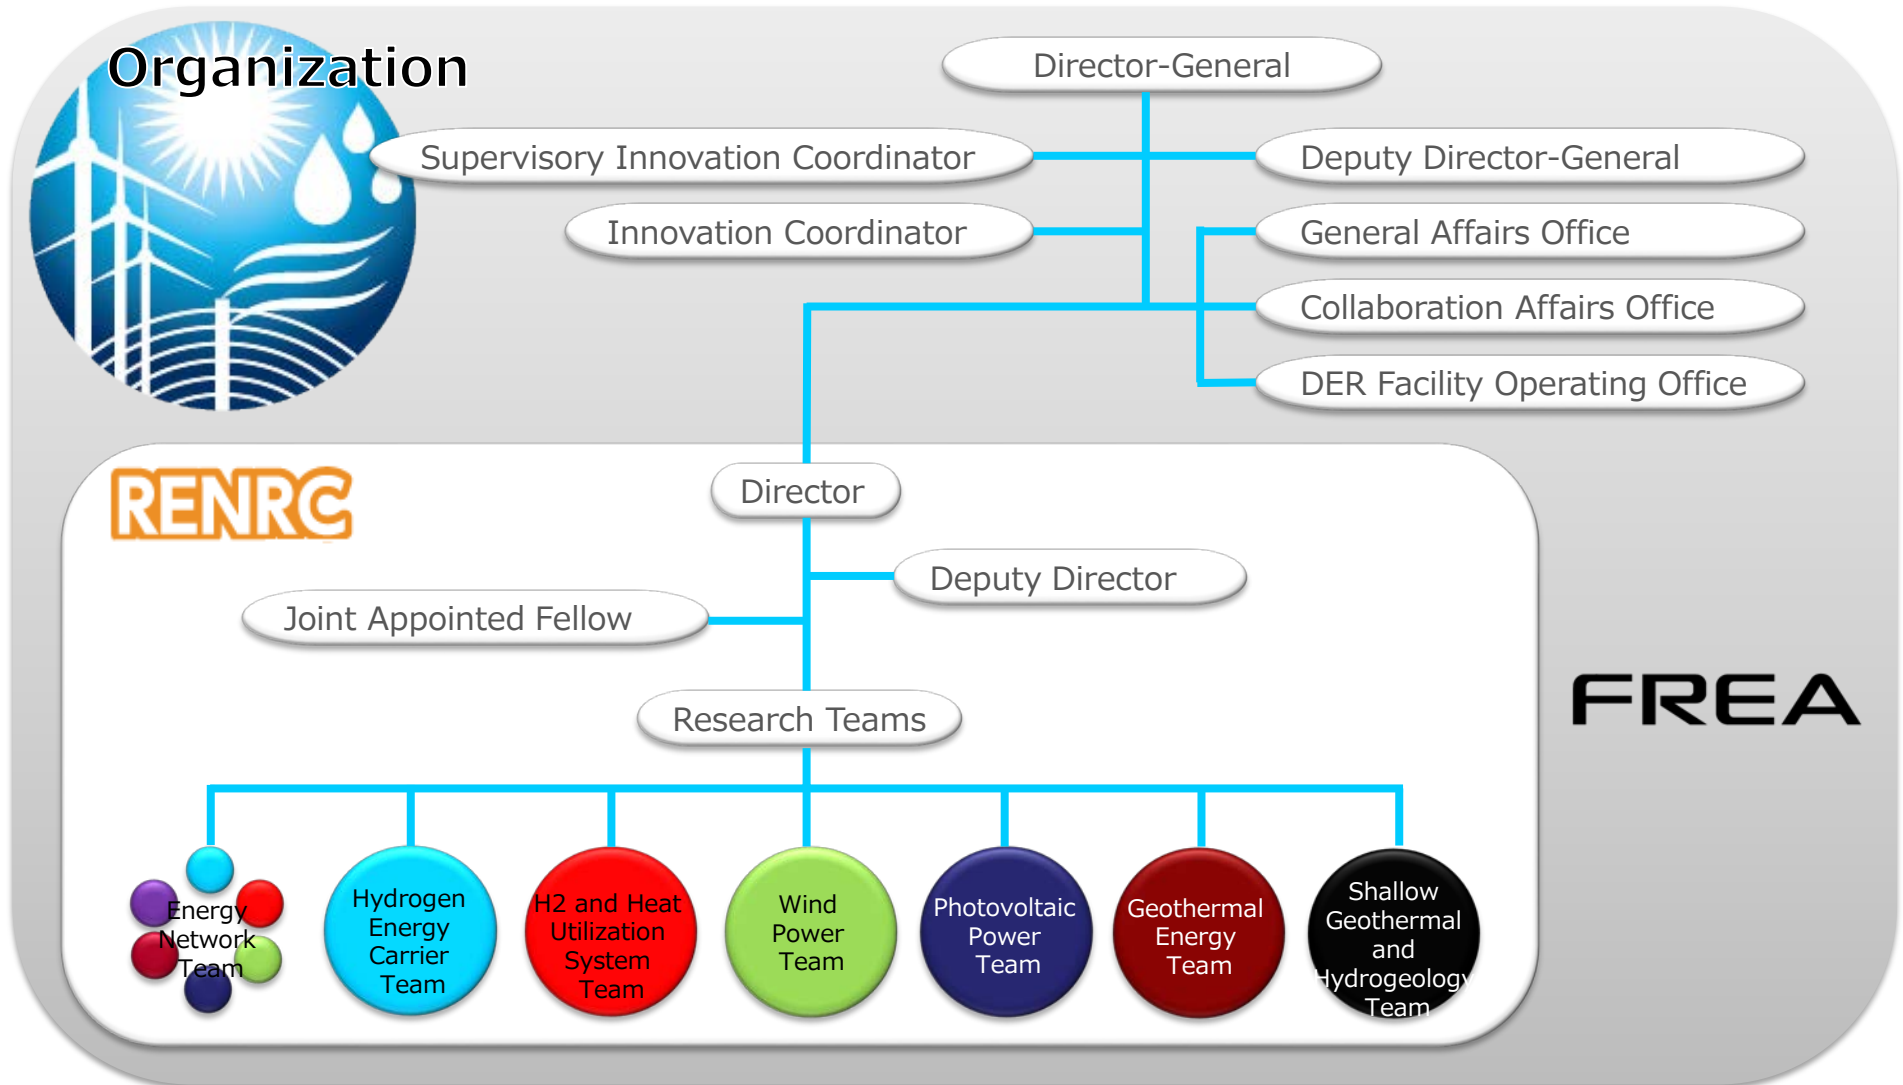 Organization
Director-General
Supervisory Innovation Coordinator
Deputy Director-General
Innovation Coordinator
General Affairs Office
Collaboration Affairs Office
DER Facility Operating Office
RENRC
Director
Deputy Director
Joint Appointed Fellow
FREA
Research Teams
Energy
Network
Team
Hydrogen
Energy
Carrier
Team
H2 and Heat
Utilization
System
Team
Wind
Power
Team
Photovoltaic
Power
Team
Geothermal
Energy
Team
Shallow
Geothermal
and
Hydrogeology
Team